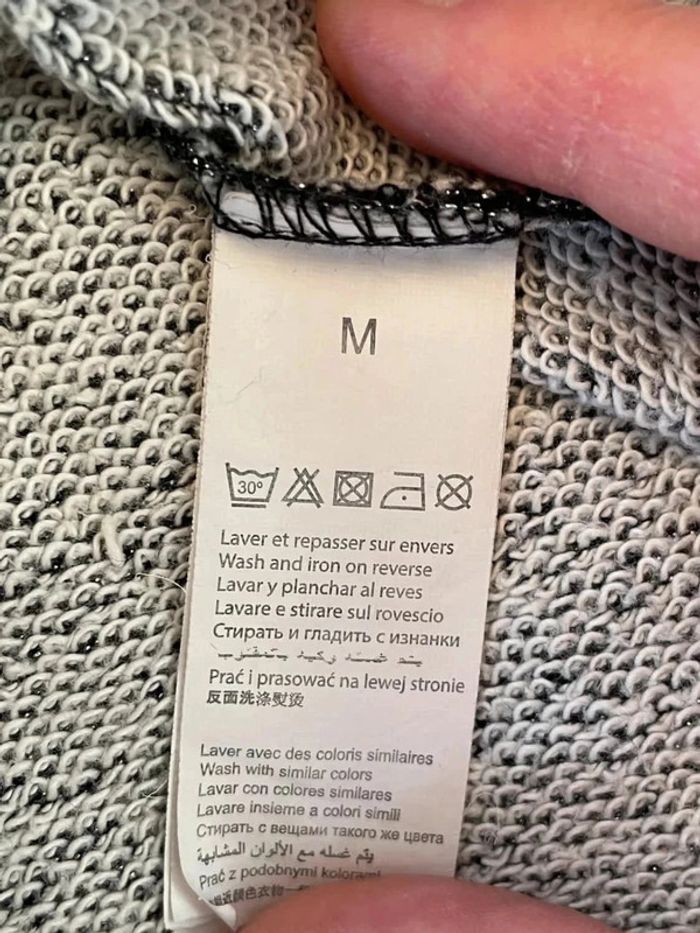 M
30°
Laver et repasser sur envers
Wash and iron on reverse
Lavar y planchar al reves
Lavare e stirare sul rovescio
Стирать и гладить с изнанки
Prać i prasować na lewej stronie
反面洗涤熨烫
Laver avec des coloris similaires
Wash with similar colors
Lavar con colores similares
Lavare insieme a colori simili
Стирать с вещами такого же цвета
يتم غسله مع الألوان المشابهة
Prać z podobnymi kolorami